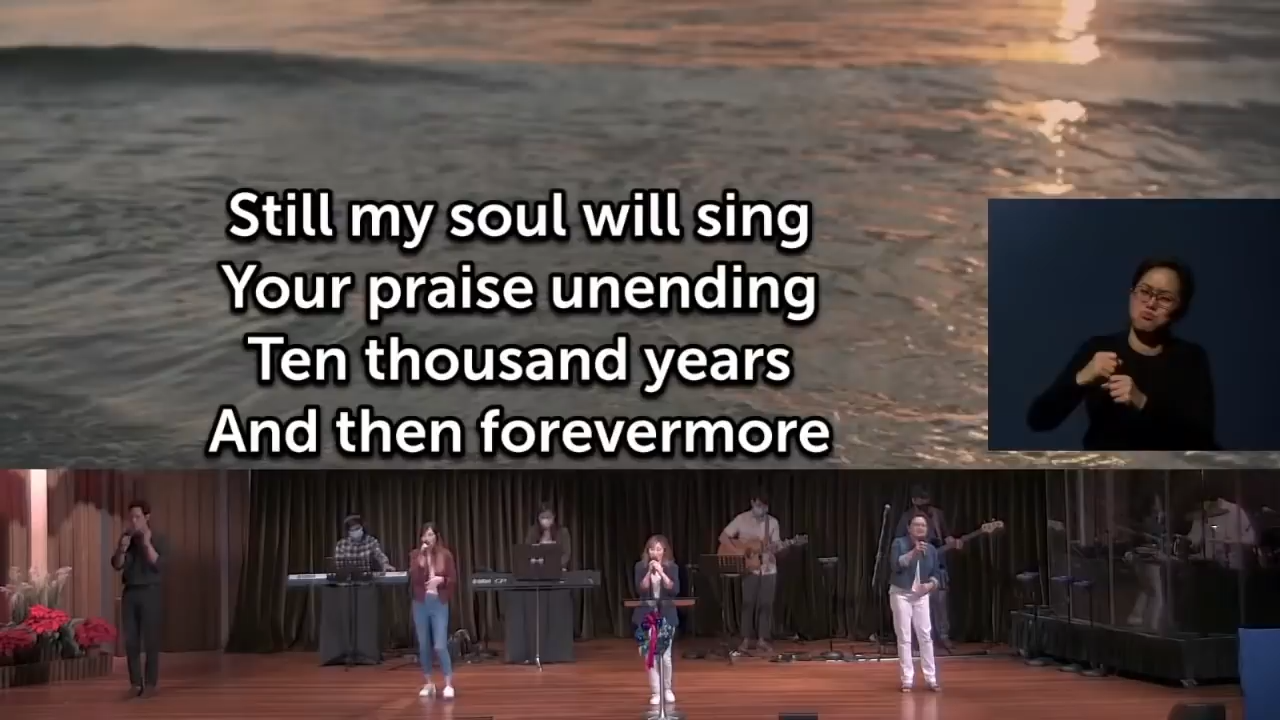 Still my soul will sing
Your praise unending
Ten thousand years
And then forevermore